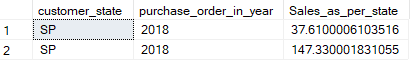 customer_state purchase_order_in_year Sales_as_per_state
1 SP 2018 37.6100006103516
2 SP 2018 147.330001831055